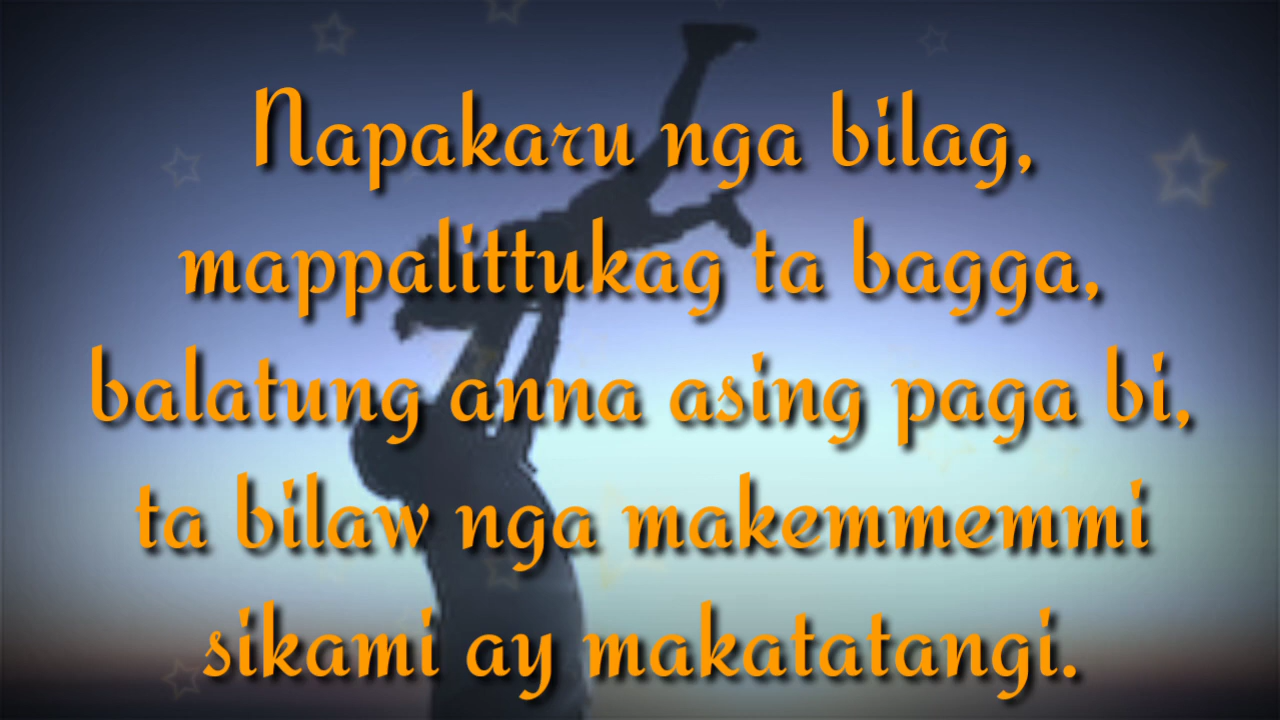 Napakaru nga bilag,
mappalittukag ta bagga,
balatung anna asing paga bi,
ta bilaw nga makemmemmi
sikami ay makatatangi.